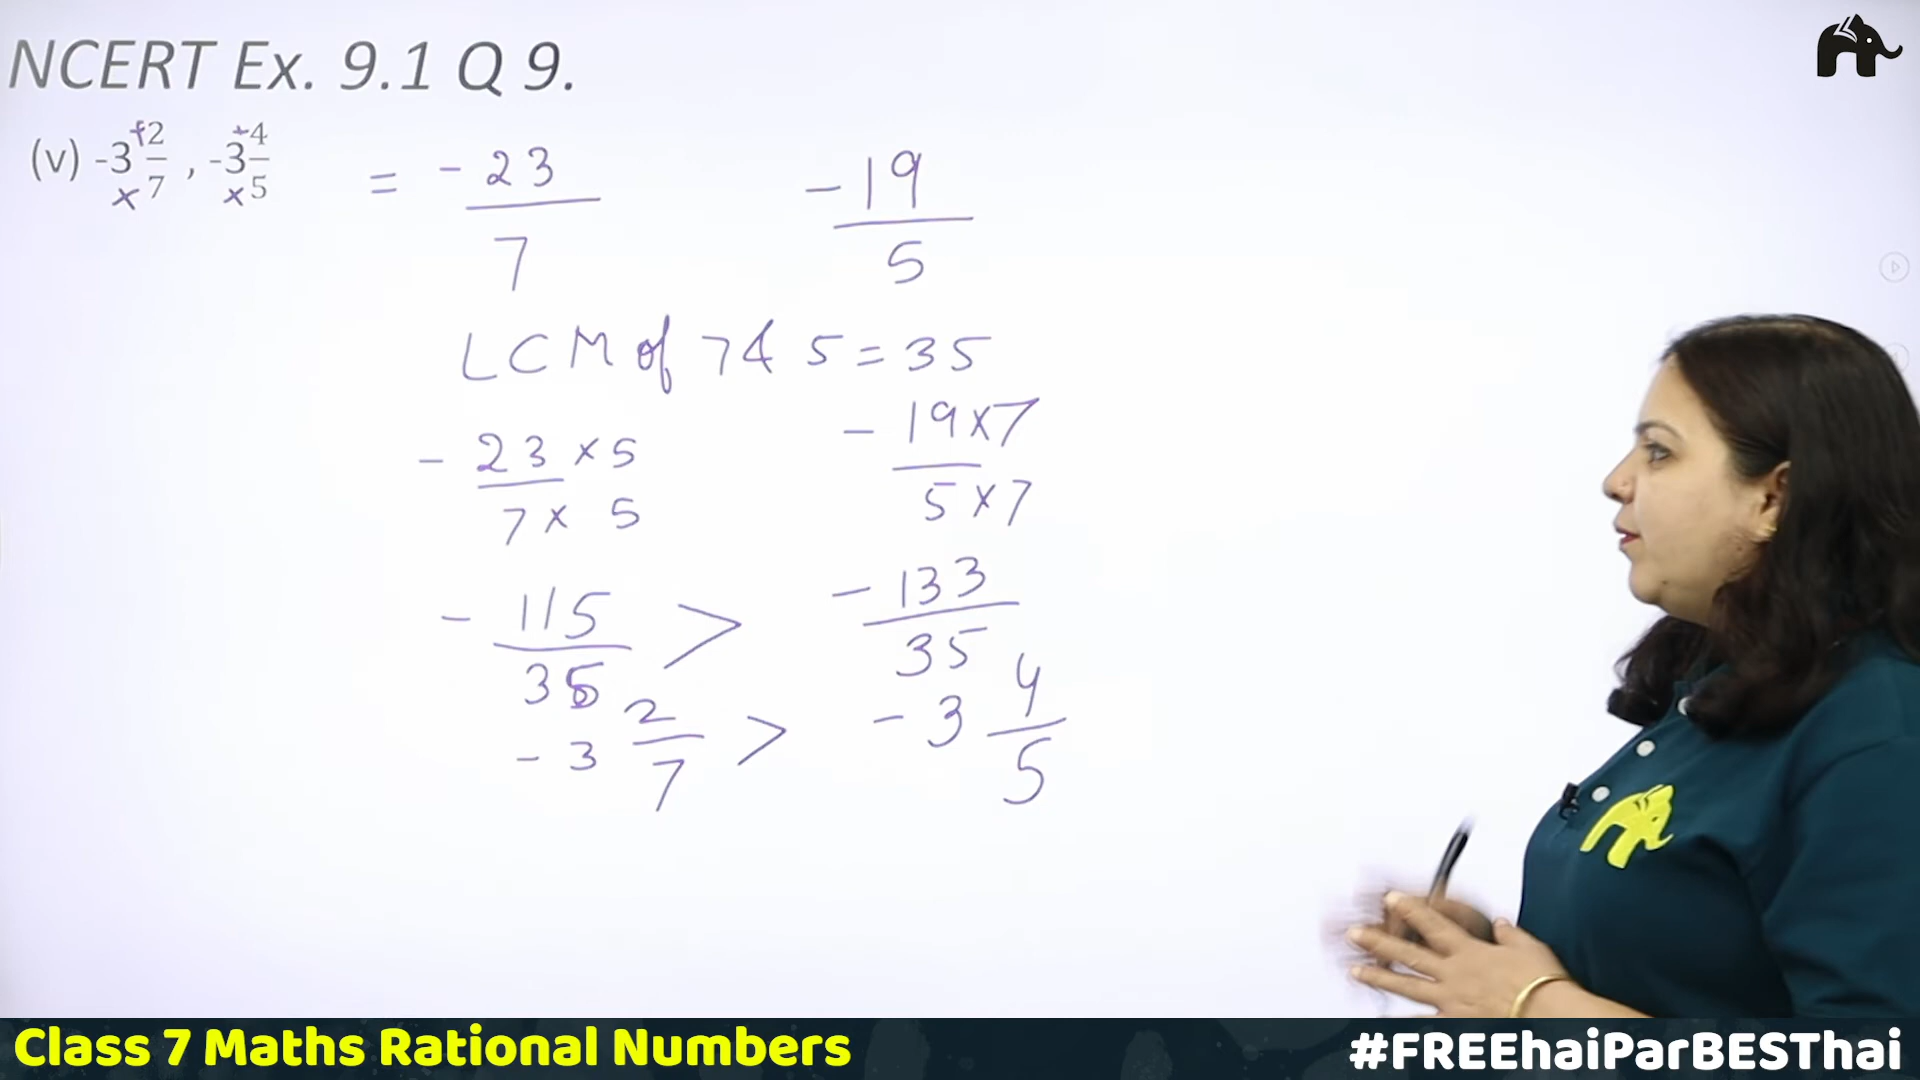 NCERT Ex. 9.1 Q 9.
(v) -3 2/7 , -3 4/5 = -23/7 -19/5
+ +
× ×
LCM of 7 & 5 = 35
- 23 × 5 / 7 × 5 - 19 × 7 / 5 × 7
- 115/35 > - 133/35
- 3 2/7 > - 3 4/5
Class 7 Maths Rational Numbers
#FREEhaiParBESThai